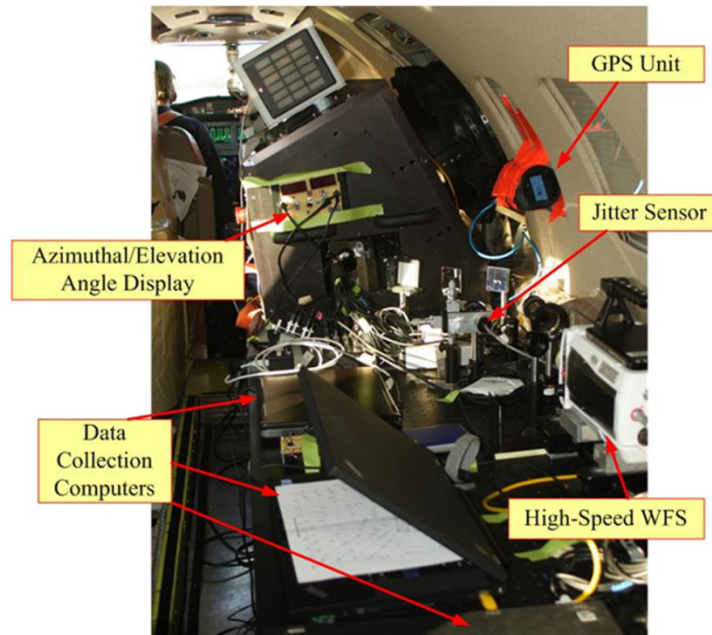 GPS Unit
Jitter Sensor
Azimuthal/Elevation
Angle Display
Data
Collection
Computers
High-Speed WFS